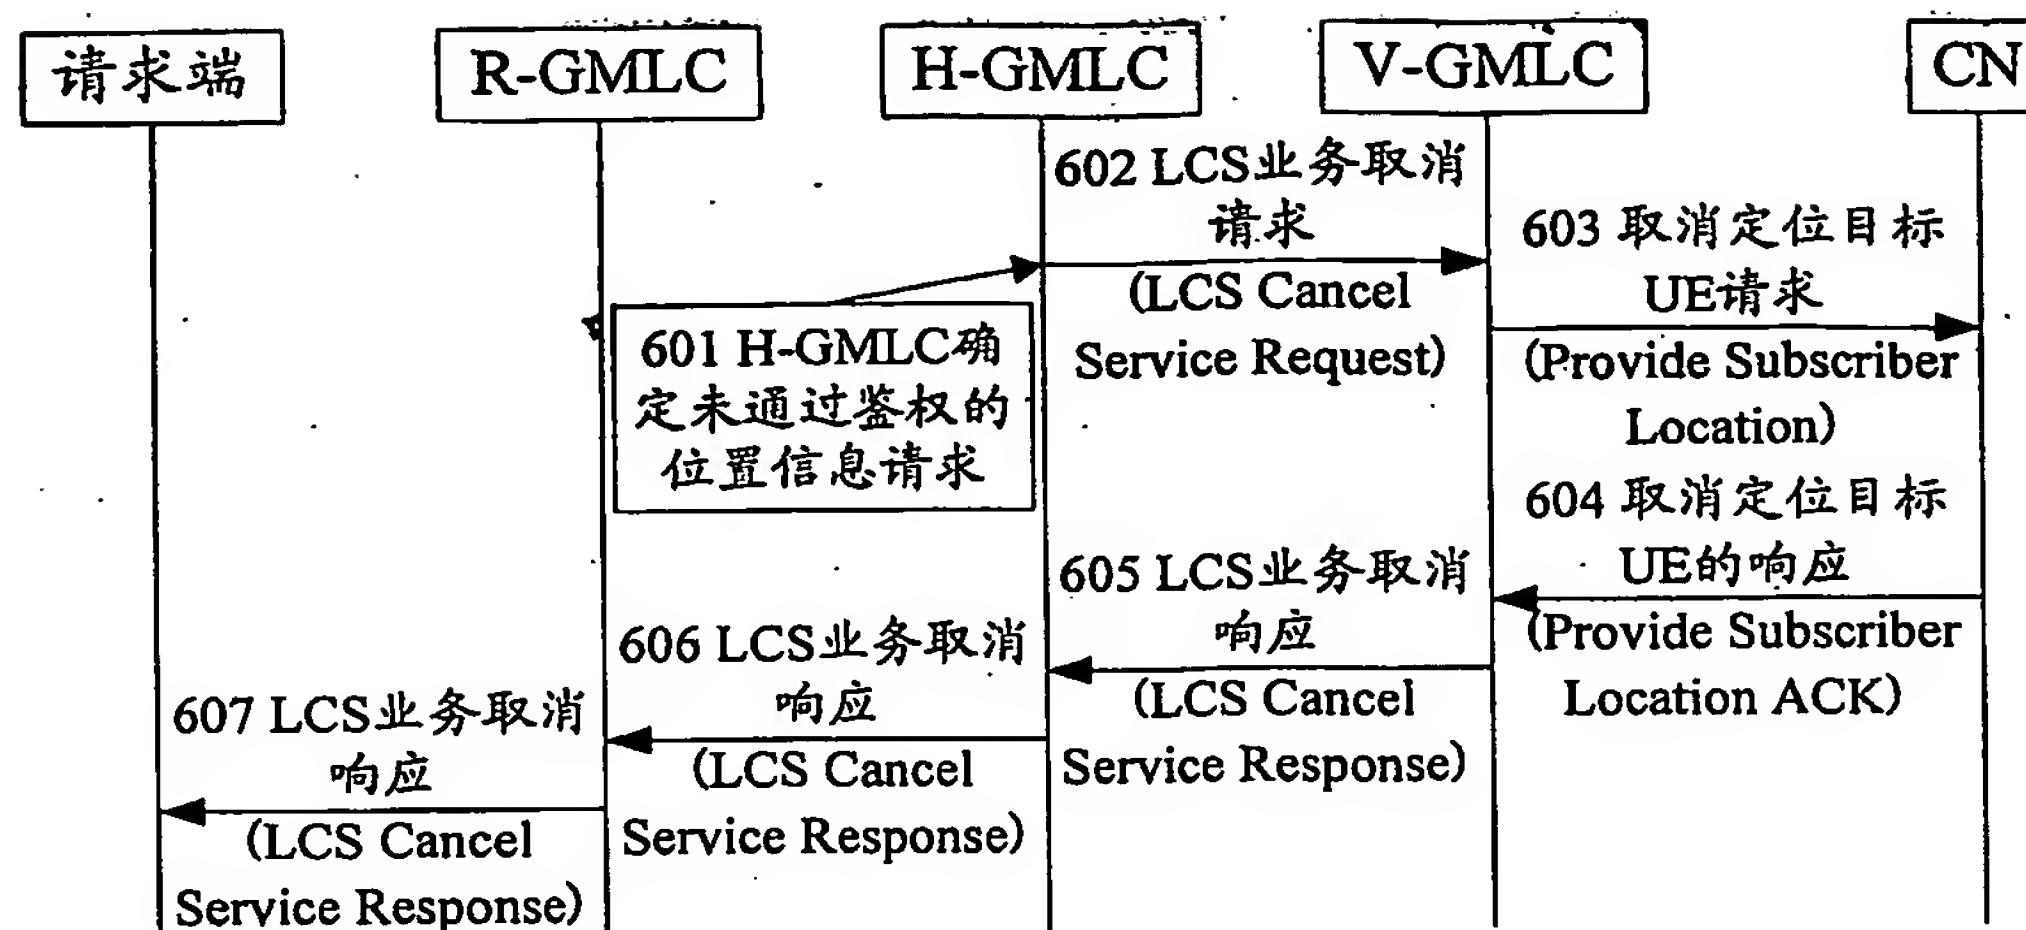 请求端
R-GMLC
H-GMLC
V-GMLC
CN
602 LCS业务取消
请求
(LCS Cancel
Service Request)
603 取消定位目标
UE请求
(Provide Subscriber
Location)
601 H-GMLC确
定未通过鉴权的
位置信息请求
604 取消定位目标
UE的响应
(Provide Subscriber
Location ACK)
605 LCS业务取消
响应
(LCS Cancel
Service Response)
606 LCS业务取消
响应
(LCS Cancel
Service Response)
607 LCS业务取消
响应
(LCS Cancel
Service Response)